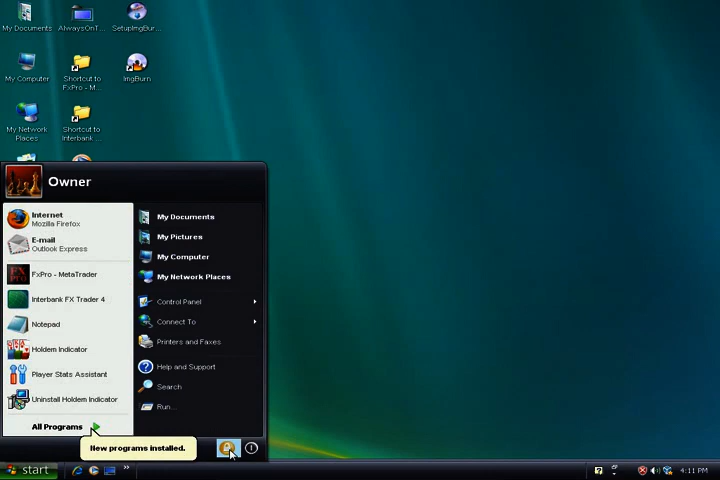 My Documents
AlwaysOnT...
SetupImgBur...
My Computer
Shortcut to
FxPro - M...
ImgBurn
My Network
Places
Shortcut to
Interbank ...
Owner
Internet
Mozilla Firefox
E-mail
Outlook Express
FxPro - MetaTrader
Interbank FX Trader 4
Notepad
Holdem Indicator
Player Stats Assistant
Uninstall Holdem Indicator
All Programs
My Documents
My Pictures
My Computer
My Network Places
Control Panel
Connect To
Printers and Faxes
Help and Support
Search
Run...
New programs installed.
start
4:11 PM